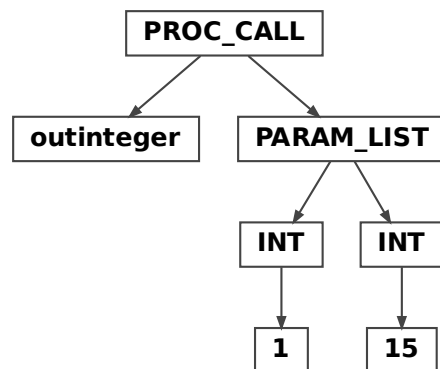 PROC_CALL
outinteger
PARAM_LIST
INT
INT
1
15